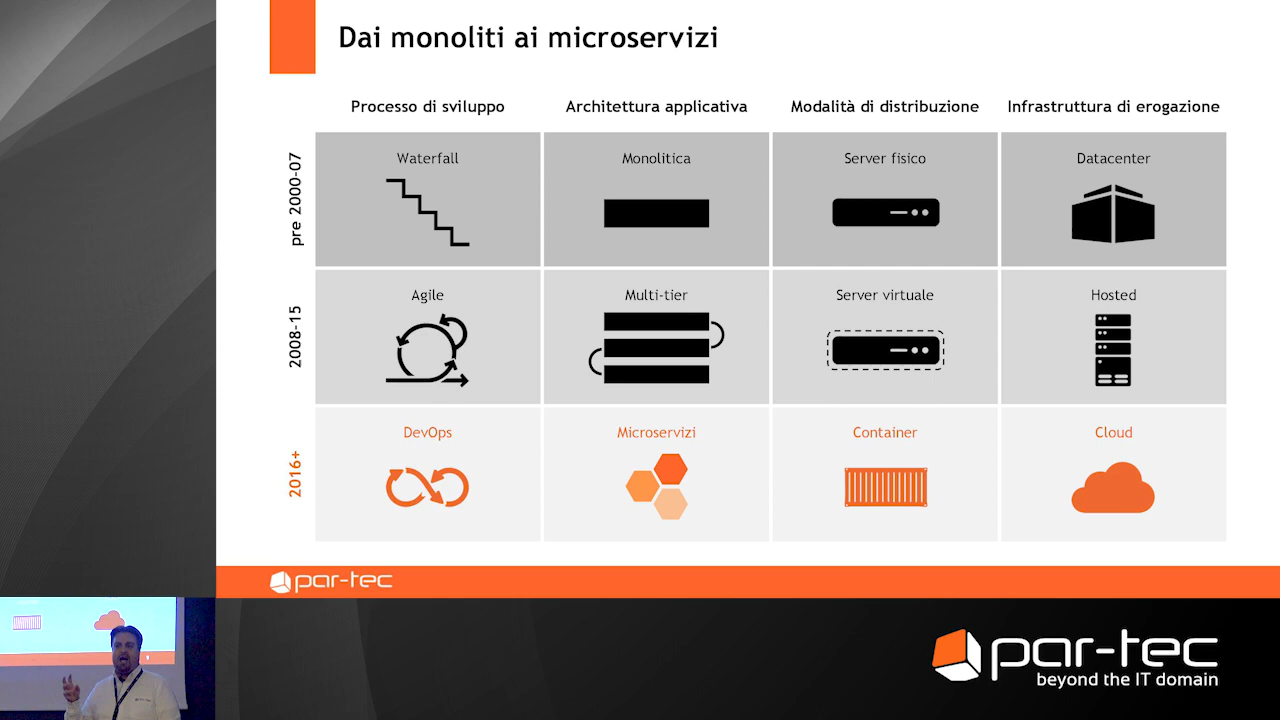 Dai monoliti ai microservizi
Processo di sviluppo
Architettura applicativa
Modalità di distribuzione
Infrastruttura di erogazione
pre 2000-07
Waterfall
Monolitica
Server fisico
Datacenter
2008-15
Agile
Multi-tier
Server virtuale
Hosted
2016+
DevOps
Microservizi
Container
Cloud
par-tec
par-tec
beyond the IT domain